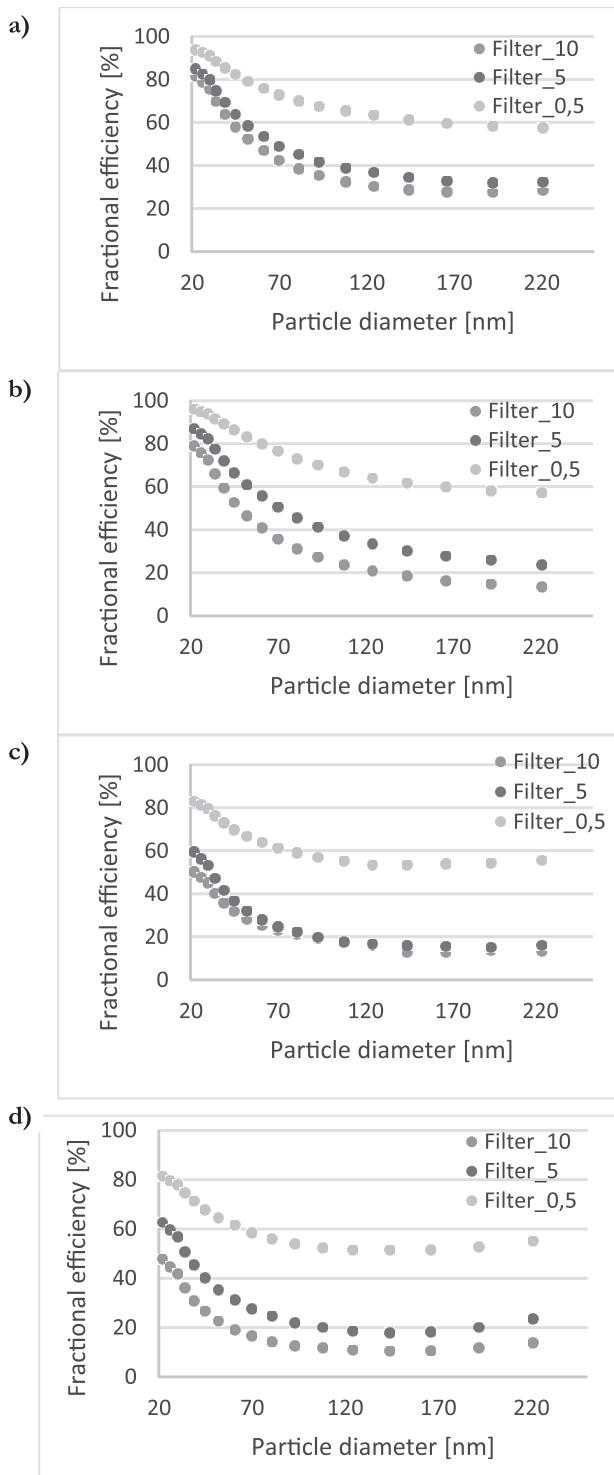 a)
Fractional efficiency [%]
100
80
60
40
20
0
Filter_10
Filter_5
Filter_0,5
20 70 120 170 220
Particle diameter [nm]
b)
Fractional efficiency [%]
100
80
60
40
20
0
Filter_10
Filter_5
Filter_0,5
20 70 120 170 220
Particle diameter [nm]
c)
Fractional efficiency [%]
100
80
60
40
20
0
Filter_10
Filter_5
Filter_0,5
20 70 120 170 220
Particle diameter [nm]
d)
Fractional efficiency [%]
100
80
60
40
20
0
Filter_10
Filter_5
Filter_0,5
20 70 120 170 220
Particle diameter [nm]